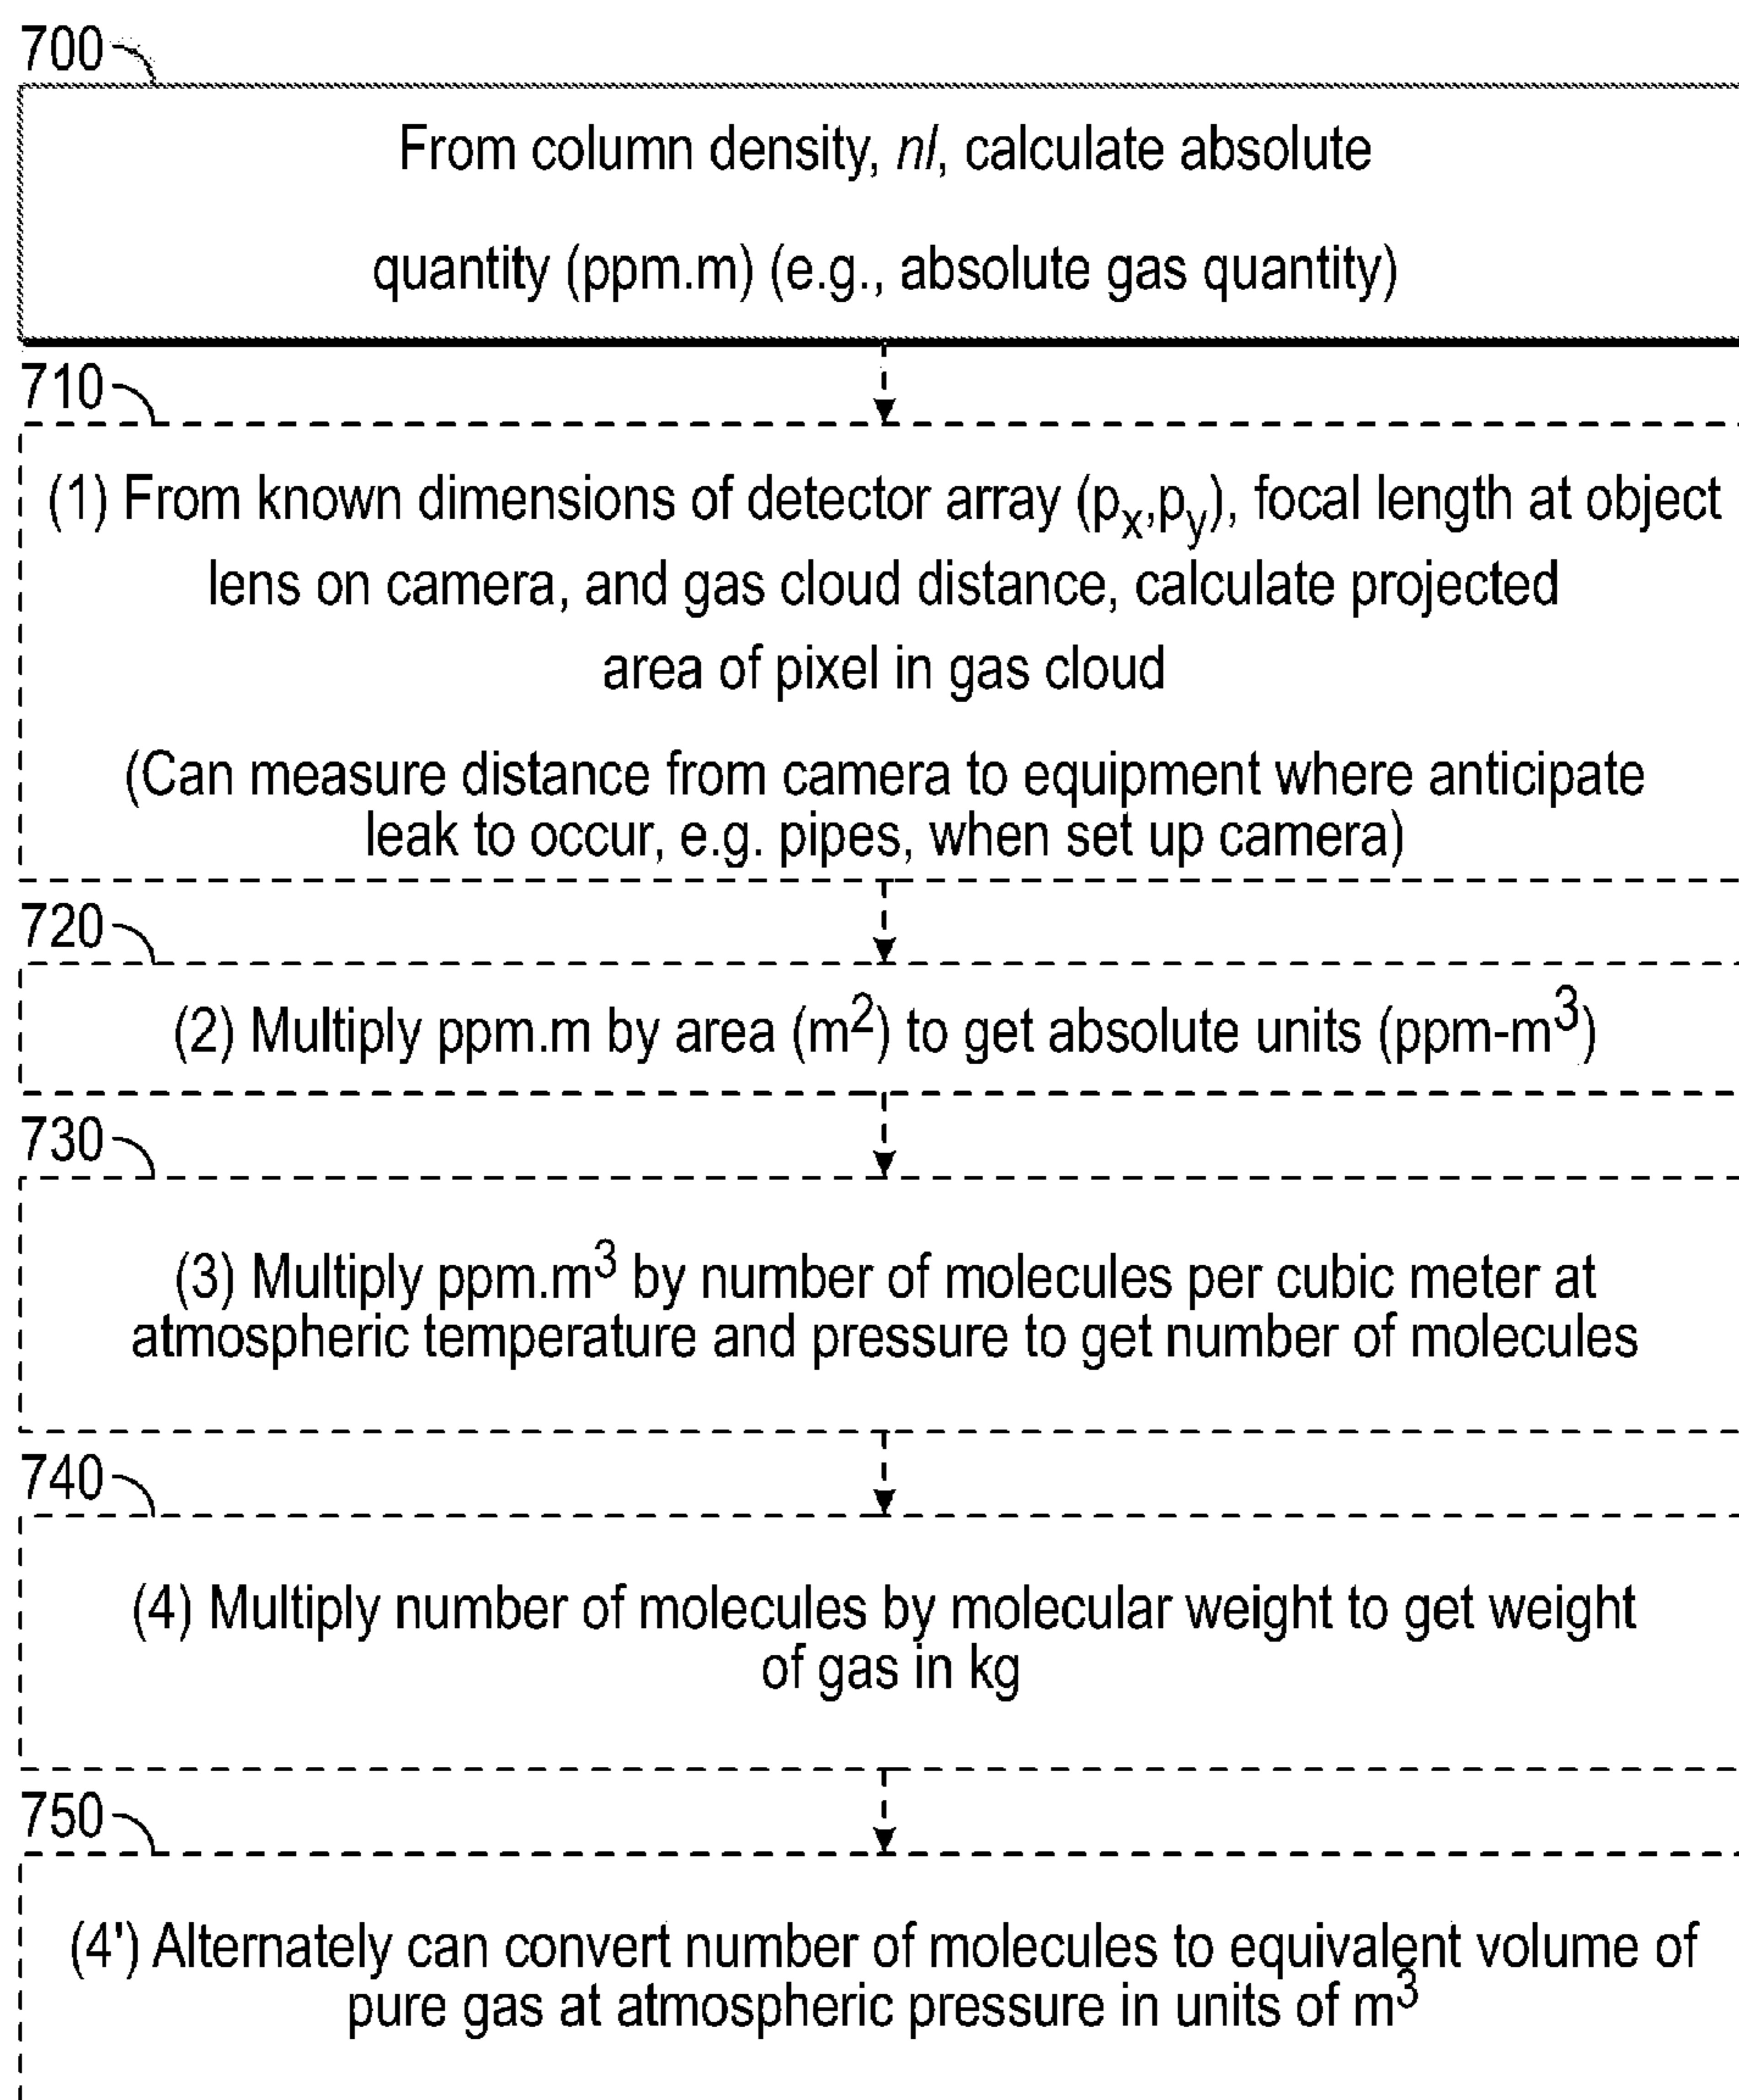 700
From column density, nl, calculate absolute
quantity (ppm.m) (e.g., absolute gas quantity)
710
(1) From known dimensions of detector array (pₓ,p_y), focal length at object
lens on camera, and gas cloud distance, calculate projected
area of pixel in gas cloud
(Can measure distance from camera to equipment where anticipate
leak to occur, e.g. pipes, when set up camera)
720
(2) Multiply ppm.m by area (m²) to get absolute units (ppm-m³)
730
(3) Multiply ppm.m³ by number of molecules per cubic meter at
atmospheric temperature and pressure to get number of molecules
740
(4) Multiply number of molecules by molecular weight to get weight
of gas in kg
750
(4') Alternately can convert number of molecules to equivalent volume of
pure gas at atmospheric pressure in units of m³